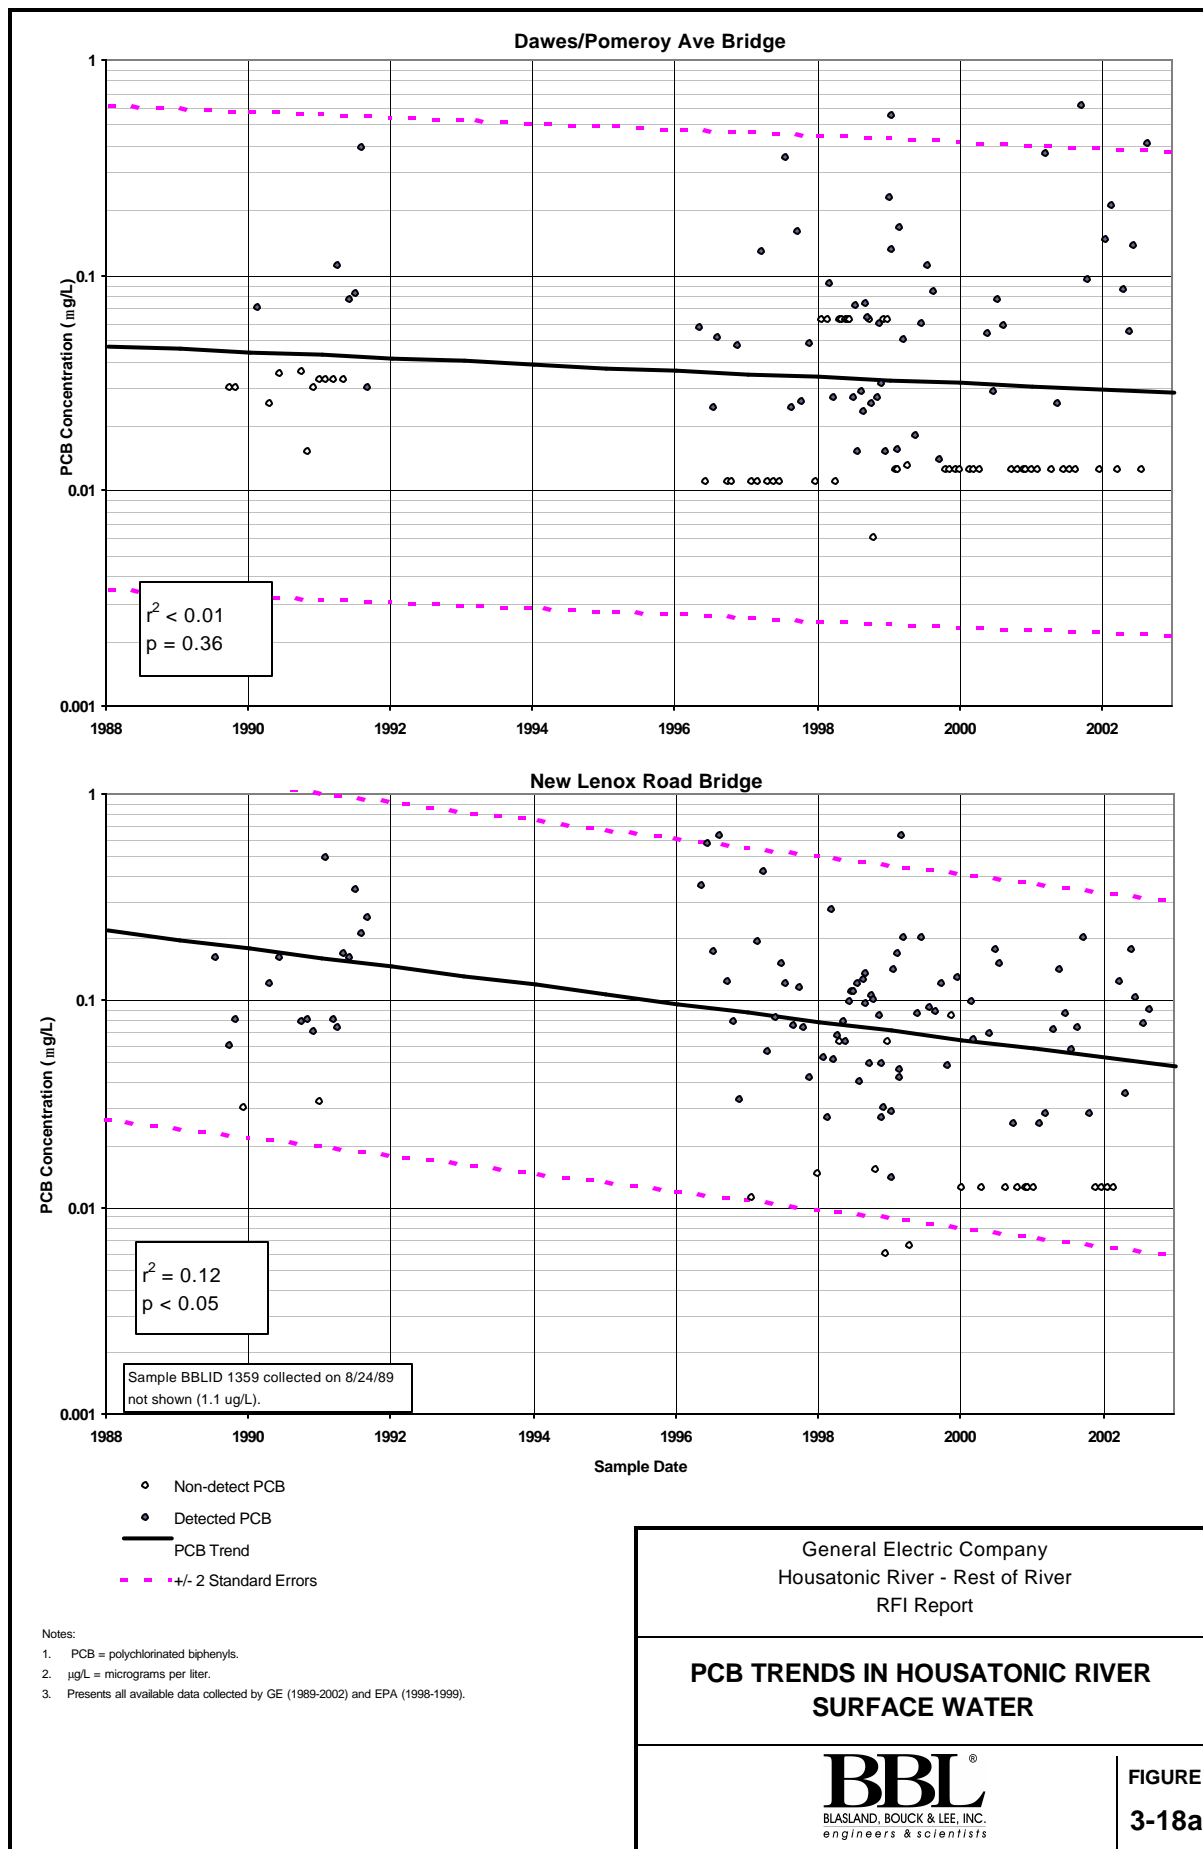 Dawes/Pomeroy Ave Bridge
PCB Concentration (mg/L)
1
0.1
0.01
0.001
r² < 0.01
p = 0.36
1988 1990 1992 1994 1996 1998 2000 2002
New Lenox Road Bridge
PCB Concentration (mg/L)
1
0.1
0.01
0.001
r² = 0.12
p < 0.05
Sample BBLID 1359 collected on 8/24/89
not shown (1.1 ug/L).
1988 1990 1992 1994 1996 1998 2000 2002
Sample Date
Non-detect PCB
Detected PCB
PCB Trend
+/- 2 Standard Errors
Notes:
1. PCB = polychlorinated biphenyls.
2. µg/L = micrograms per liter.
3. Presents all available data collected by GE (1989-2002) and EPA (1998-1999).
General Electric Company
Housatonic River - Rest of River
RFI Report
PCB TRENDS IN HOUSATONIC RIVER
SURFACE WATER
BBL®
BLASLAND, BOUCK & LEE, INC.
engineers & scientists
FIGURE
3-18a